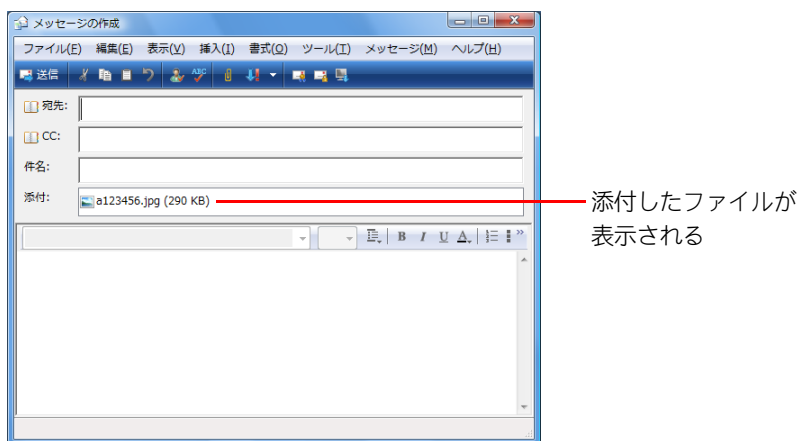 メッセージの作成
ファイル(F) 編集(E) 表示(V) 挿入(I) 書式(O) ツール(T) メッセージ(M) ヘルプ(H)
送信 ABC
宛先:
CC:
件名:
添付: a123456.jpg (290 KB)
添付したファイルが
表示される
B I U A